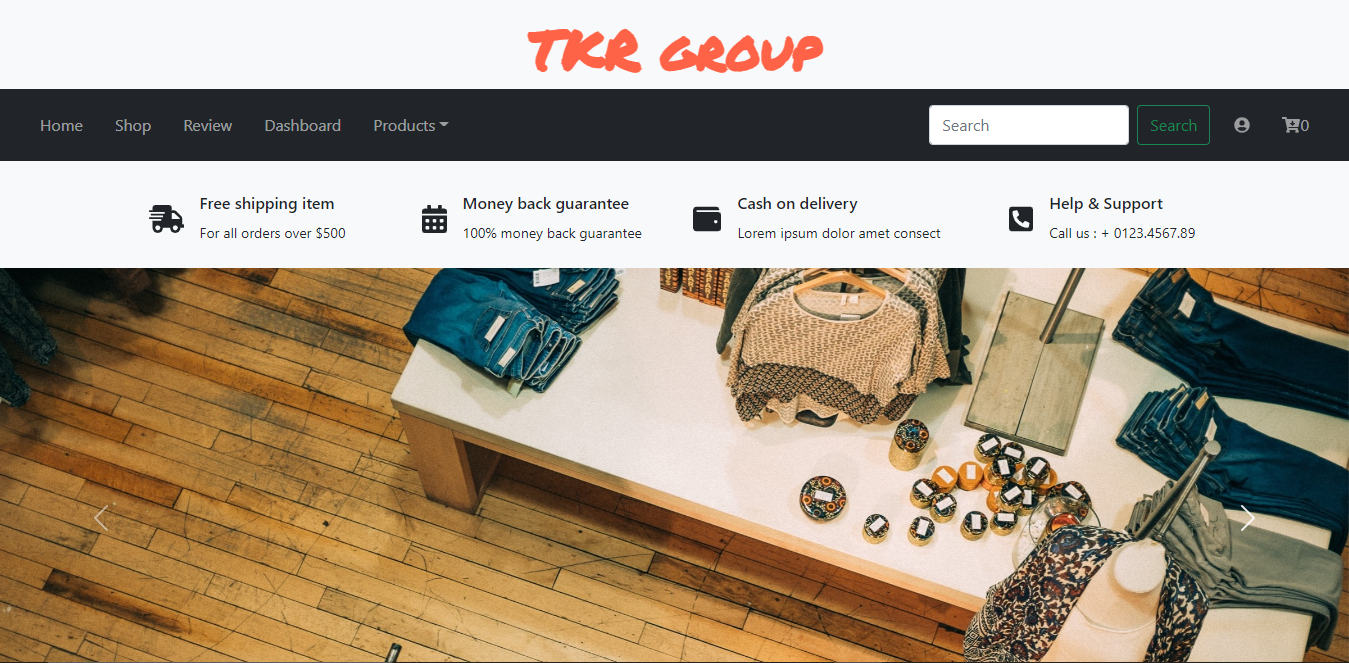 TKR GROUP
Home Shop Review Dashboard Products Search Search 0
Free shipping item
For all orders over $500
Money back guarantee
100% money back guarantee
Cash on delivery
Lorem ipsum dolor amet consect
Help & Support
Call us : + 0123.4567.89